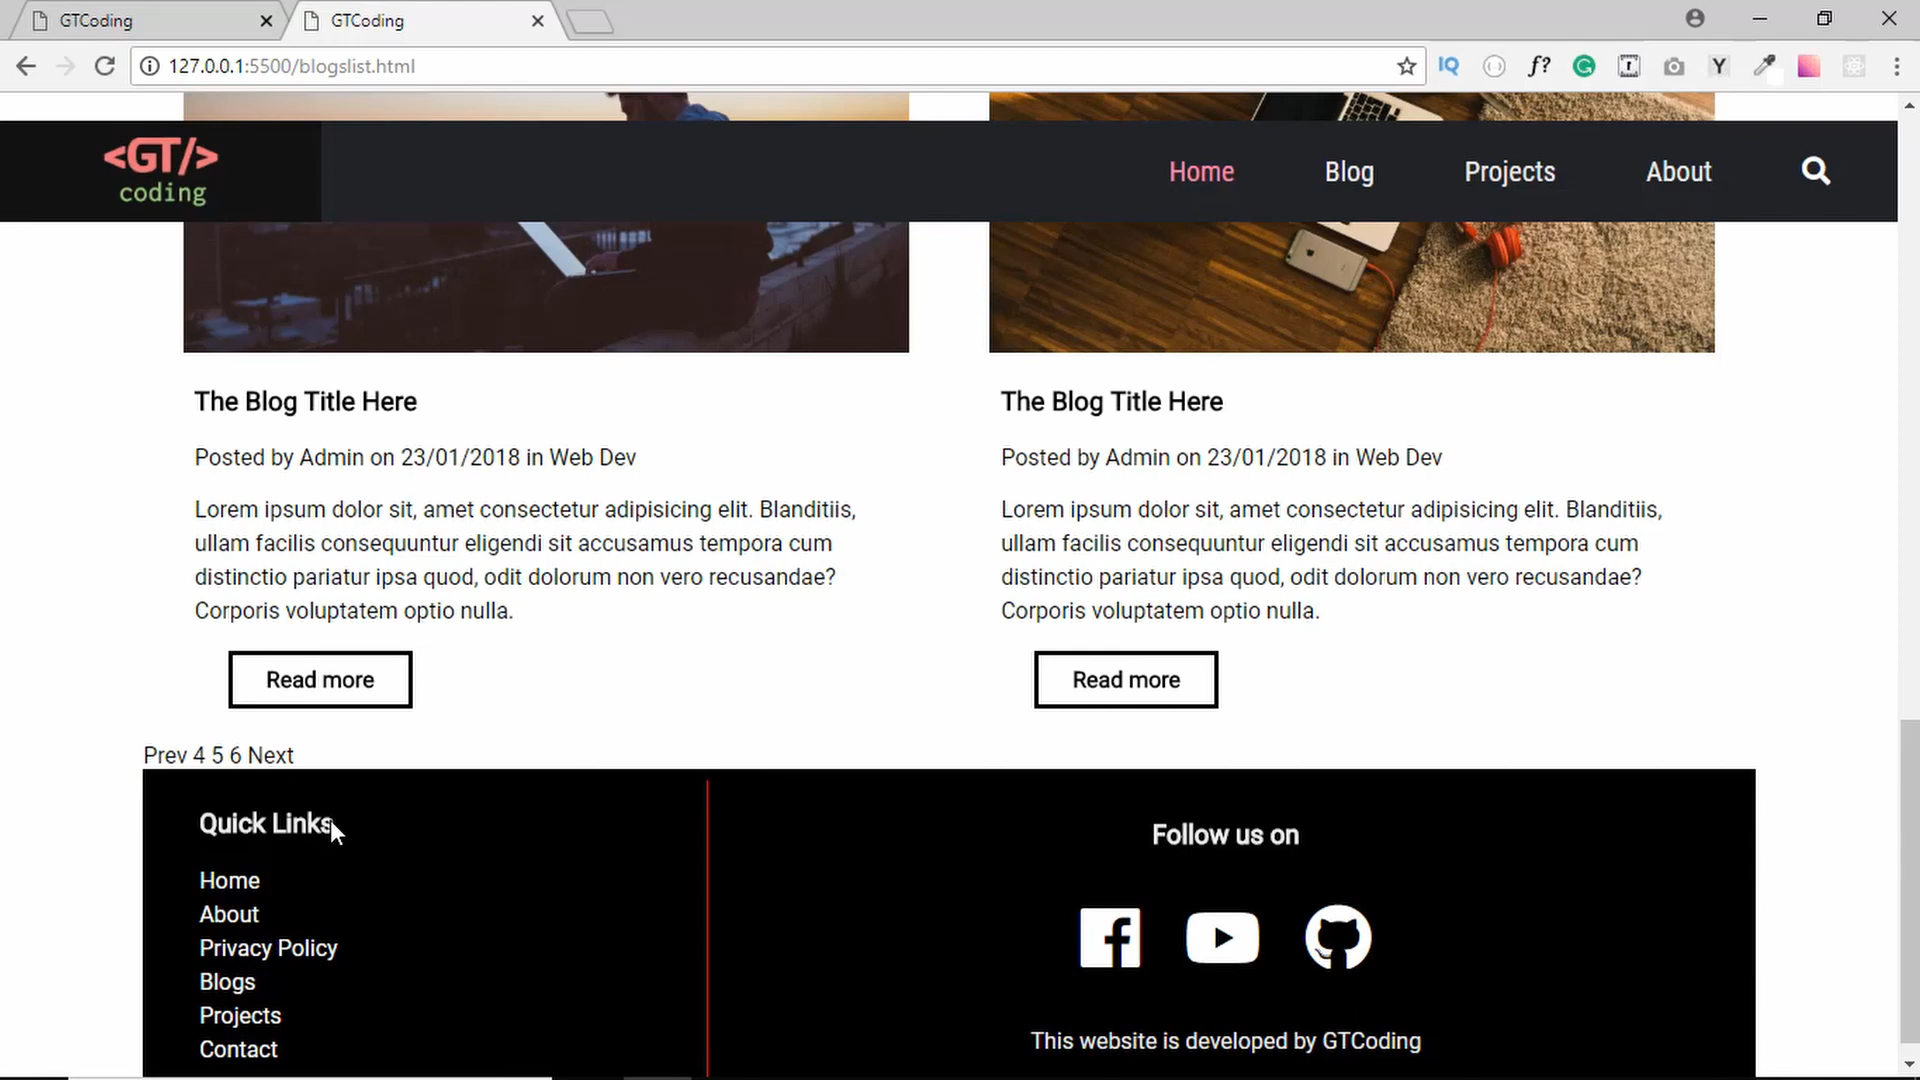 GTCoding
GTCoding
127.0.0.1:5500/blogslist.html
IQ
f?
G
Y
<GT/>
coding
Home
Blog
Projects
About
The Blog Title Here
Posted by Admin on 23/01/2018 in Web Dev
Lorem ipsum dolor sit, amet consectetur adipisicing elit. Blanditiis,
ullam facilis consequuntur eligendi sit accusamus tempora cum
distinctio pariatur ipsa quod, odit dolorum non vero recusandae?
Corporis voluptatem optio nulla.
Read more
The Blog Title Here
Posted by Admin on 23/01/2018 in Web Dev
Lorem ipsum dolor sit, amet consectetur adipisicing elit. Blanditiis,
ullam facilis consequuntur eligendi sit accusamus tempora cum
distinctio pariatur ipsa quod, odit dolorum non vero recusandae?
Corporis voluptatem optio nulla.
Read more
Prev 4 5 6 Next
Quick Links
Home
About
Privacy Policy
Blogs
Projects
Contact
Follow us on
This website is developed by GTCoding